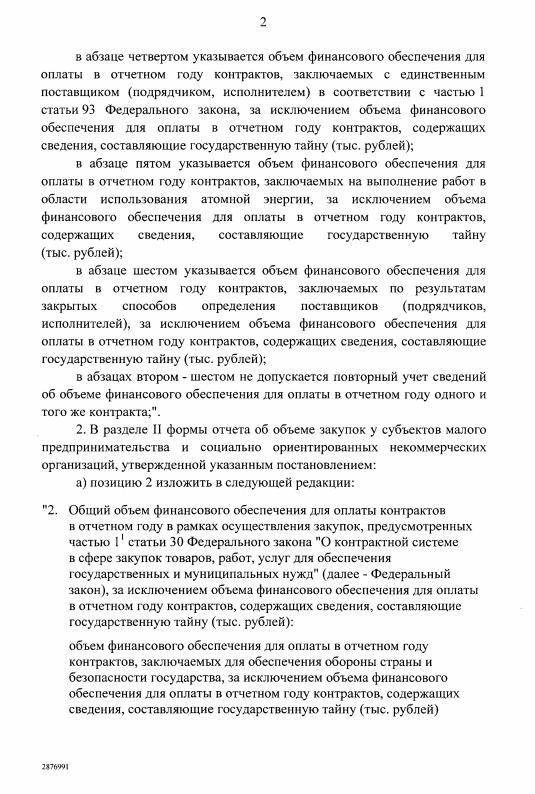 2
в абзаце четвертом указывается объем финансового обеспечения для
оплаты в отчетном году контрактов, заключаемых с единственным
поставщиком (подрядчиком, исполнителем) в соответствии с частью 1
статьи 93 Федерального закона, за исключением объема финансового
обеспечения для оплаты в отчетном году контрактов, содержащих
сведения, составляющие государственную тайну (тыс. рублей);
в абзаце пятом указывается объем финансового обеспечения для
оплаты в отчетном году контрактов, заключаемых на выполнение работ в
области использования атомной энергии, за исключением объема
финансового обеспечения для оплаты в отчетном году контрактов,
содержащих сведения, составляющие государственную тайну
(тыс. рублей);
в абзаце шестом указывается объем финансового обеспечения для
оплаты в отчетном году контрактов, заключаемых по результатам
закрытых способов определения поставщиков (подрядчиков,
исполнителей), за исключением объема финансового обеспечения для
оплаты в отчетном году контрактов, содержащих сведения, составляющие
государственную тайну (тыс. рублей);
в абзацах втором - шестом не допускается повторный учет сведений
об объеме финансового обеспечения для оплаты в отчетном году одного и
того же контракта;".
2. В разделе II формы отчета об объеме закупок у субъектов малого
предпринимательства и социально ориентированных некоммерческих
организаций, утвержденной указанным постановлением:
а) позицию 2 изложить в следующей редакции:
"2. Общий объем финансового обеспечения для оплаты контрактов
в отчетном году в рамках осуществления закупок, предусмотренных
частью 1¹ статьи 30 Федерального закона "О контрактной системе
в сфере закупок товаров, работ, услуг для обеспечения
государственных и муниципальных нужд" (далее - Федеральный
закон), за исключением объема финансового обеспечения для оплаты
в отчетном году контрактов, содержащих сведения, составляющие
государственную тайну (тыс. рублей):
объем финансового обеспечения для оплаты в отчетном году
контрактов, заключаемых для обеспечения обороны страны и
безопасности государства, за исключением объема финансового
обеспечения для оплаты в отчетном году контрактов, содержащих
сведения, составляющие государственную тайну (тыс. рублей)
2876991